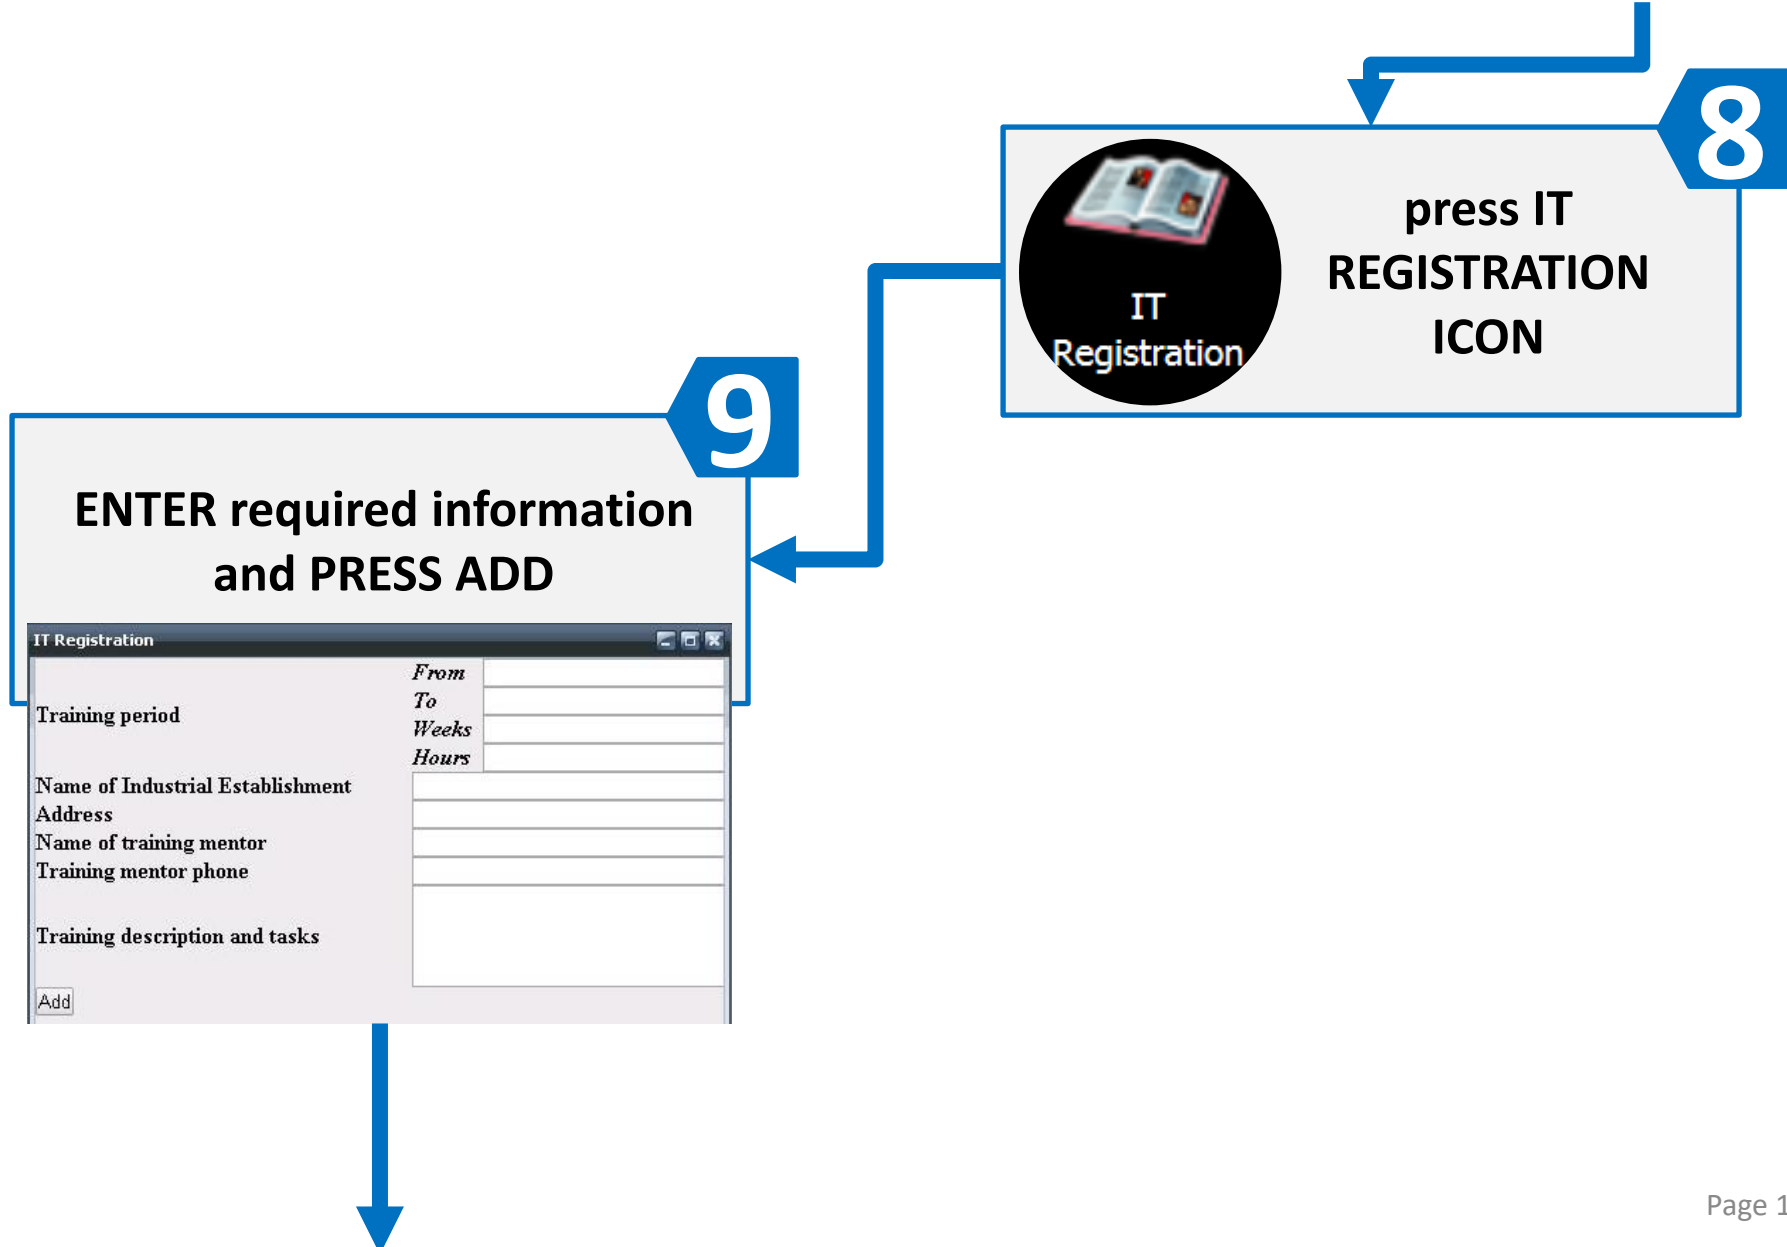 8
press IT
REGISTRATION
ICON
IT
Registration
9
ENTER required information
and PRESS ADD
IT Registration
From
To
Training period
Weeks
Hours
Name of Industrial Establishment
Address
Name of training mentor
Training mentor phone
Training description and tasks
Add
Page 1